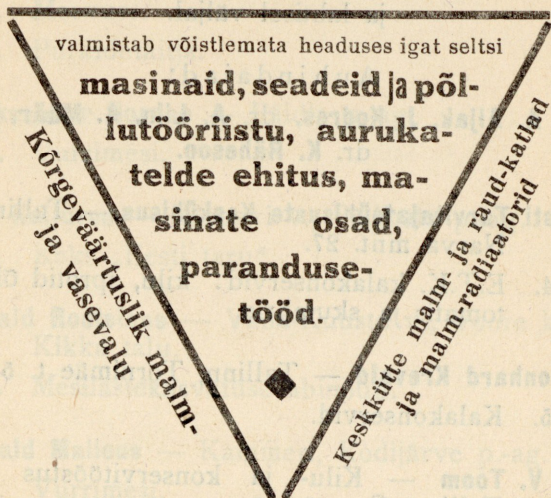 valmistab võistlemata headuses igat seltsi
masinaid, seadeid ja põl-
lutööriistu, auruka-
telde ehitus, ma-
sinate osad,
paranduse-
tööd.
Kõrgeväärtuslik malm-
ja vasevalu
Keskkütte malm- ja raud-katlad
ja malm-radiaatorid